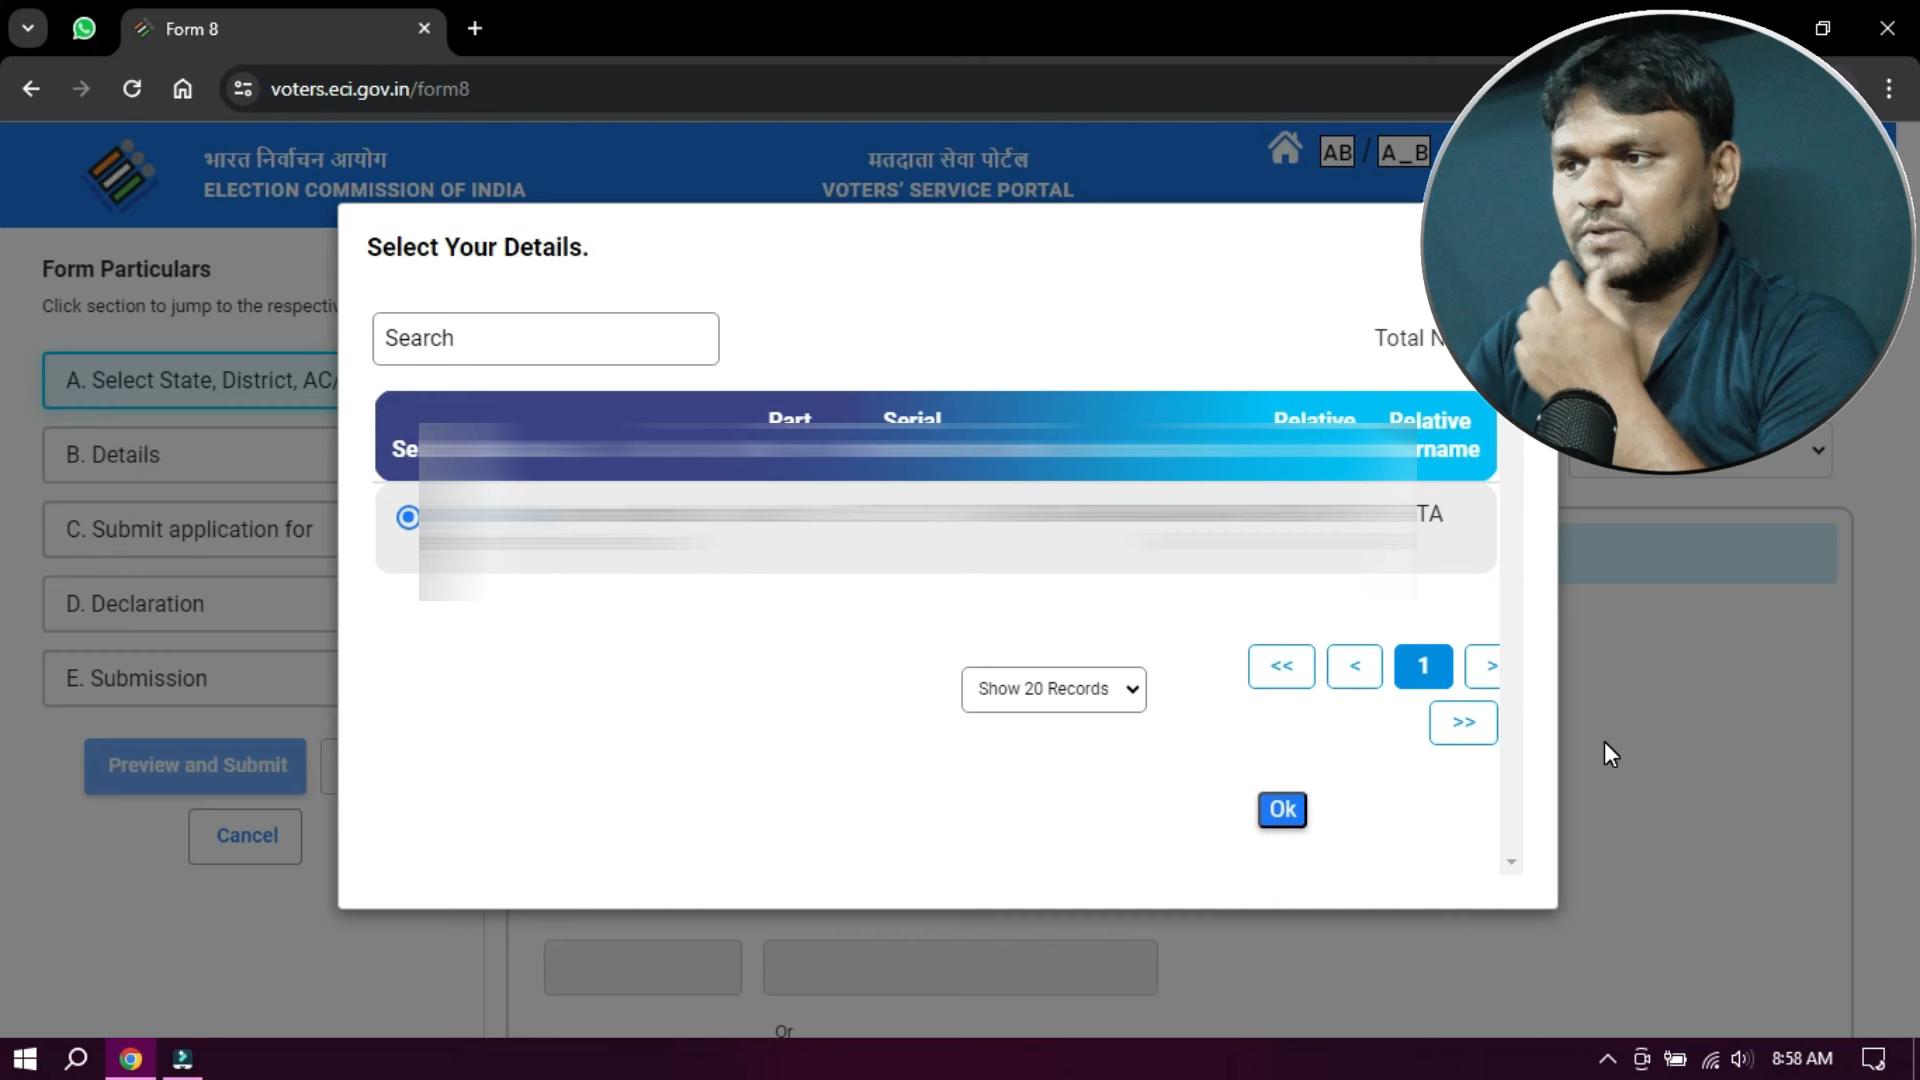 Form 8
voters.eci.gov.in/form8
भारत निर्वाचन आयोग
ELECTION COMMISSION OF INDIA
मतदाता सेवा पोर्टल
VOTERS' SERVICE PORTAL
AB / A_B
Form Particulars
Click section to jump to the
A. Select State, District, AC/
B. Details
C. Submit application for
D. Declaration
E. Submission
Preview and Submit
Cancel
Select Your Details.
Search
Total
Part Serial Relative Relative
TA
Show 20 Records
<< < 1 >
>>
Ok
Or
8:58 AM